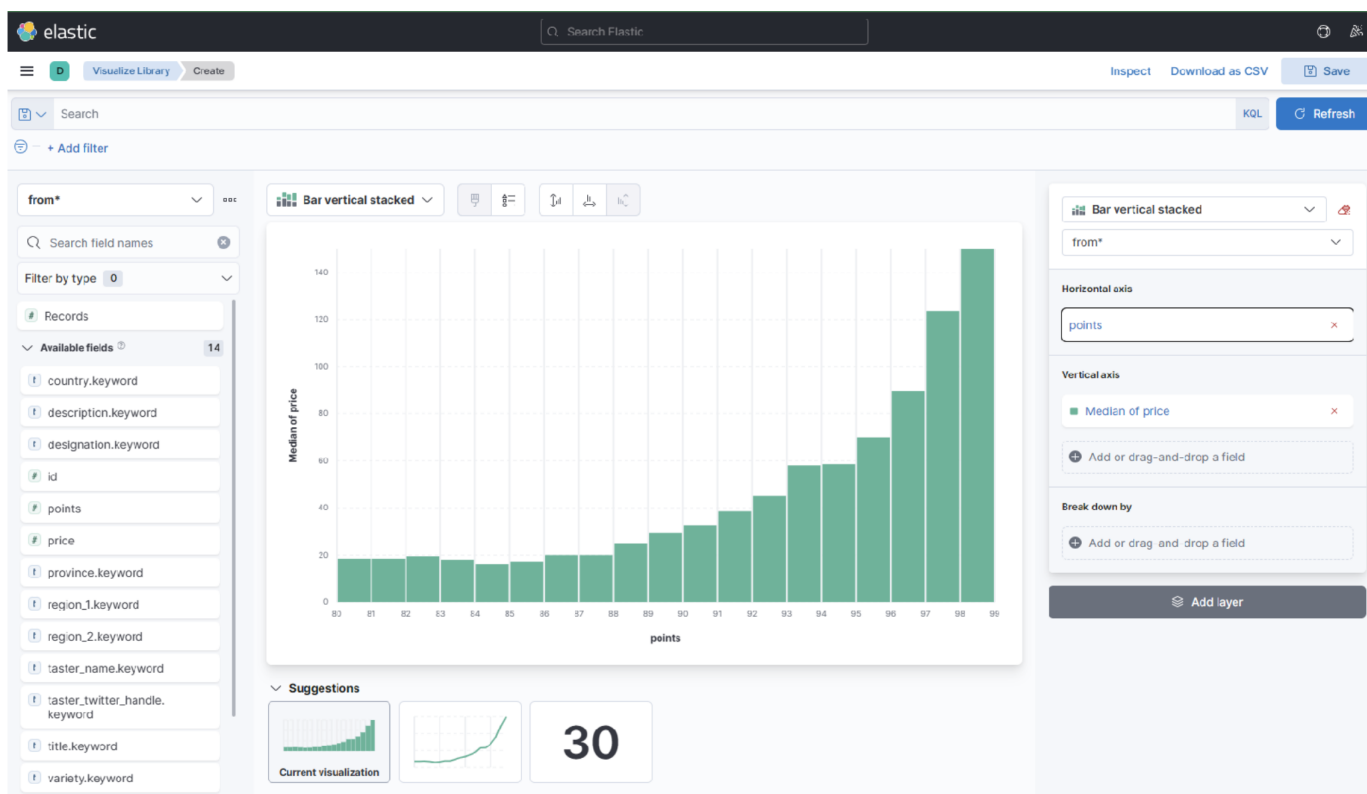 elastic
Search Elastic
D
Visualize Library
Create
Inspect
Download as CSV
Save
Search
KQL
Refresh
+ Add filter
from*
Search field names
Filter by type 0
# Records
Available fields ? 14
t country.keyword
t description.keyword
t designation.keyword
# id
# points
# price
t province.keyword
t region_1.keyword
t region_2.keyword
t taster_name.keyword
t taster_twitter_handle.
keyword
t title.keyword
t variety.keyword
Bar vertical stacked
Median of price
140
120
100
80
60
40
20
0
80 81 82 83 84 85 86 87 88 89 90 91 92 93 94 95 96 97 98 99
points
Suggestions
Current visualization
30
Bar vertical stacked
from*
Horizontal axis
points
Vertical axis
Median of price
Add or drag-and-drop a field
Break down by
Add or drag-and-drop a field
Add layer